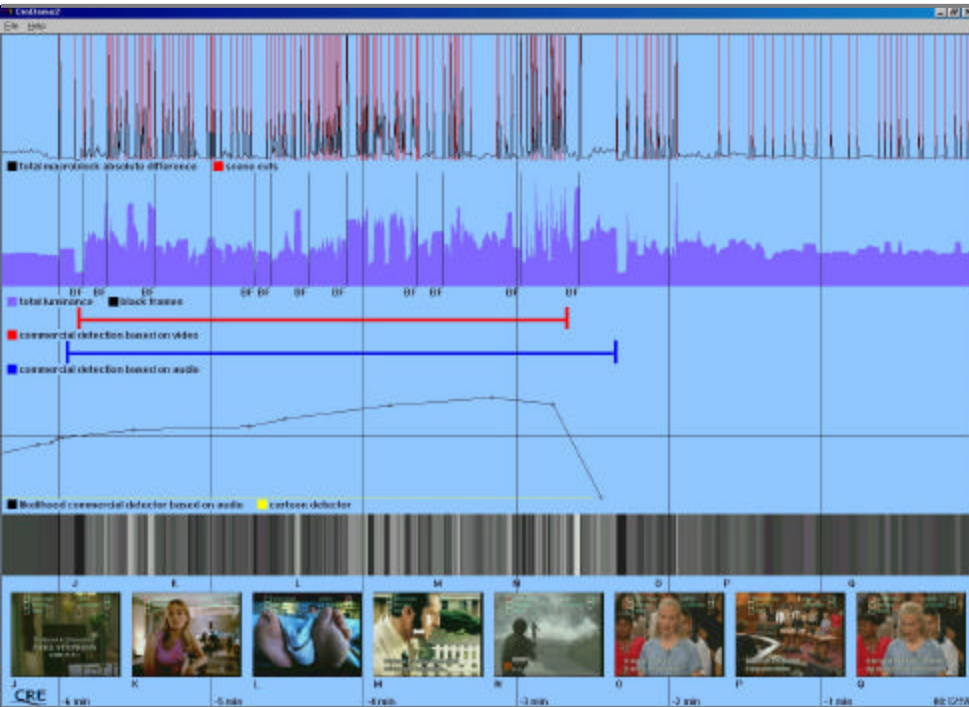 CreDemo2
File Help
total macroblock absolute difference scene cuts
BF BF BF BF BF BF BF BF BF BF BF
total luminance black frames
commercial detection based on video
commercial detection based on audio
likelihood commercial detector based on audio cartoon detector
J K L M N O P Q
J K L M N O P Q
CRE -6 min -5 min -4 min -3 min -2 min -1 min